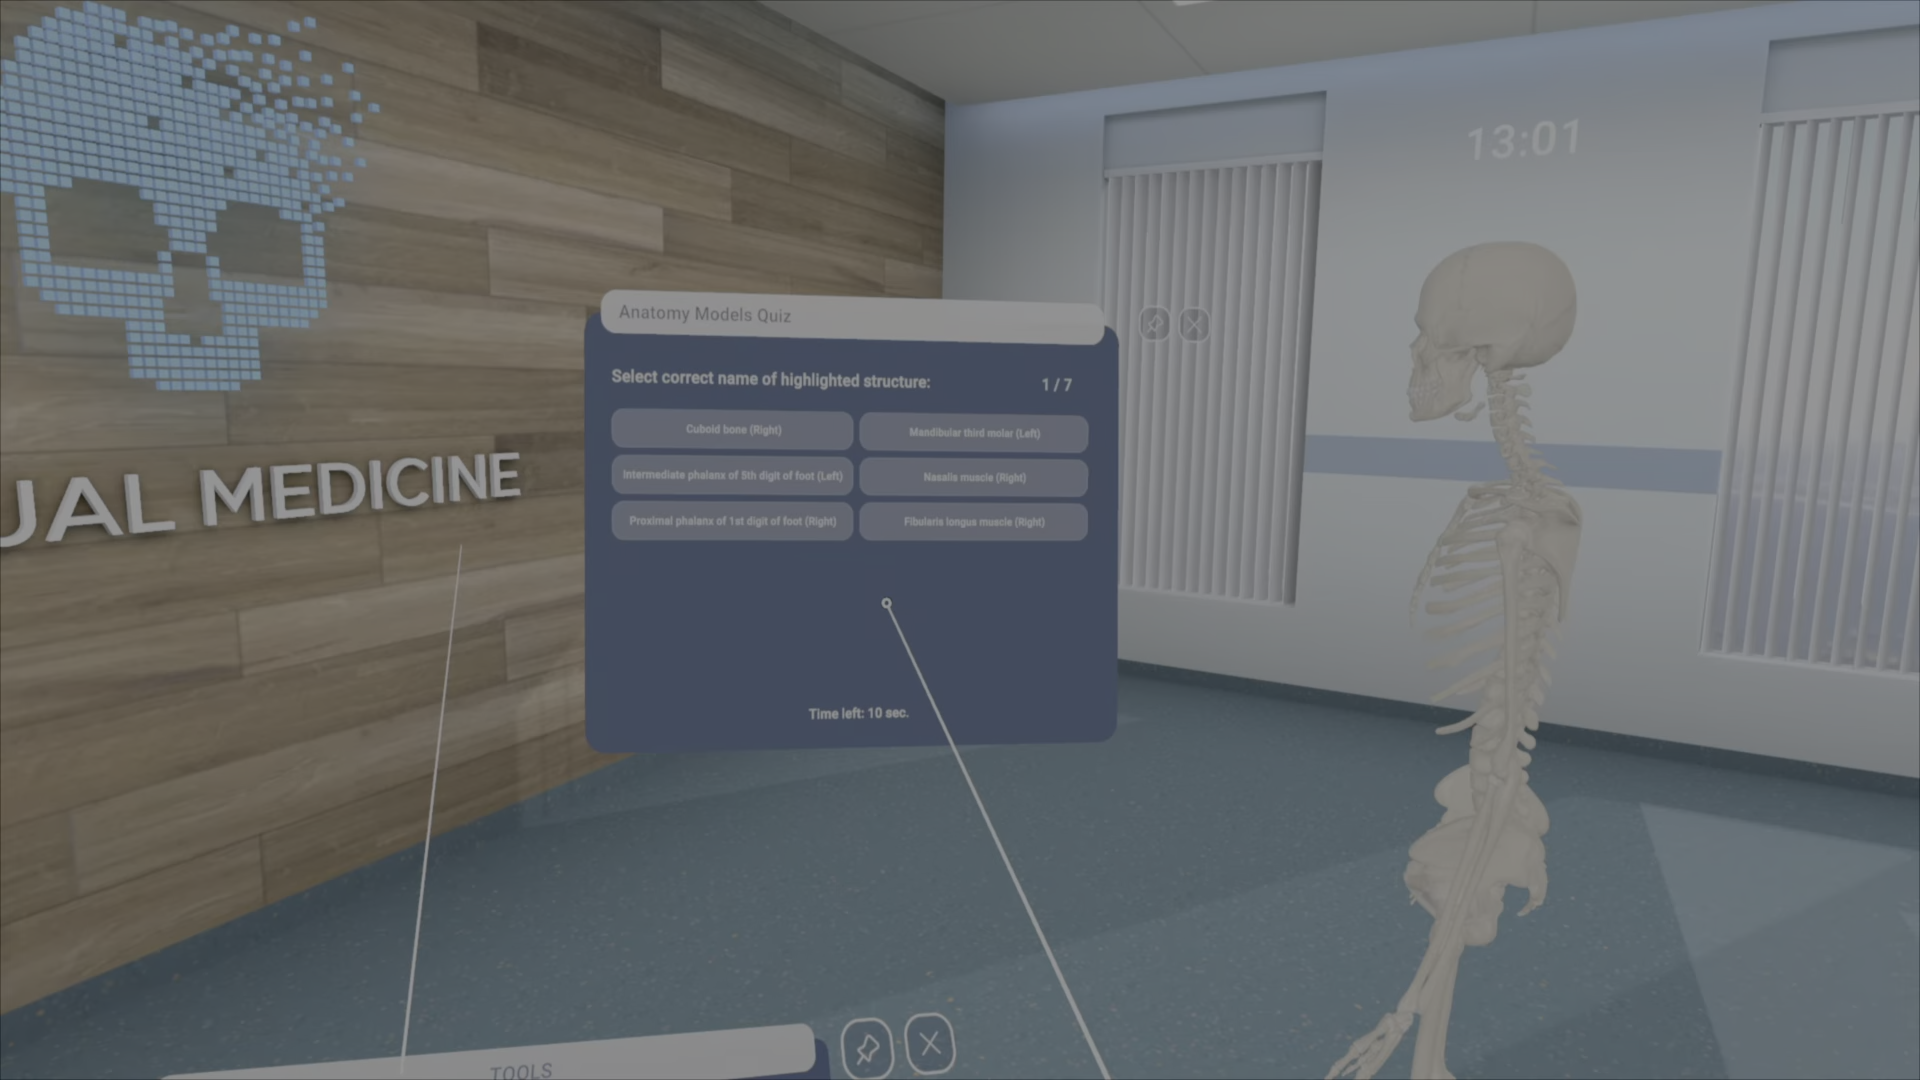 UAL MEDICINE
13:01
Anatomy Models Quiz
Select correct name of highlighted structure:
1 / 7
Cuboid bone (Right)
Mandibular third molar (Left)
Intermediate phalanx of 5th digit of foot (Left)
Nasalis muscle (Right)
Proximal phalanx of 1st digit of foot (Right)
Fibularis longus muscle (Right)
Time left: 10 sec.
TOOLS